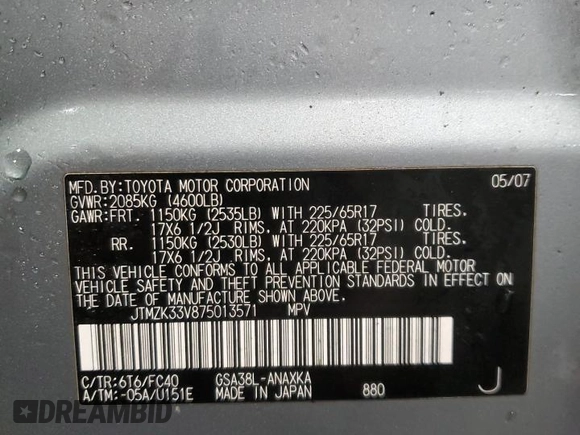 MFD.BY:TOYOTA MOTOR CORPORATION 05/07
GVWR:2085KG (4600LB)
GAWR:FRT. 1150KG (2535LB) WITH 225/65R17 TIRES.
17X6 1/2J RIMS, AT 220KPA (32PSI) COLD.
RR. 1150KG (2530LB) WITH 225/65R17 TIRES.
17X6 1/2J RIMS, AT 220KPA (32PSI) COLD.
THIS VEHICLE CONFORMS TO ALL APPLICABLE FEDERAL MOTOR
VEHICLE SAFETY AND THEFT PREVENTION STANDARDS IN EFFECT ON
THE DATE OF MANUFACTURE SHOWN ABOVE.
JTMZK33V875013571 MPV
C/TR:6T6/FC40 GSA38L-ANAXKA
A/TM:-05A/U151E MADE IN JAPAN 880 J
DREAMBID